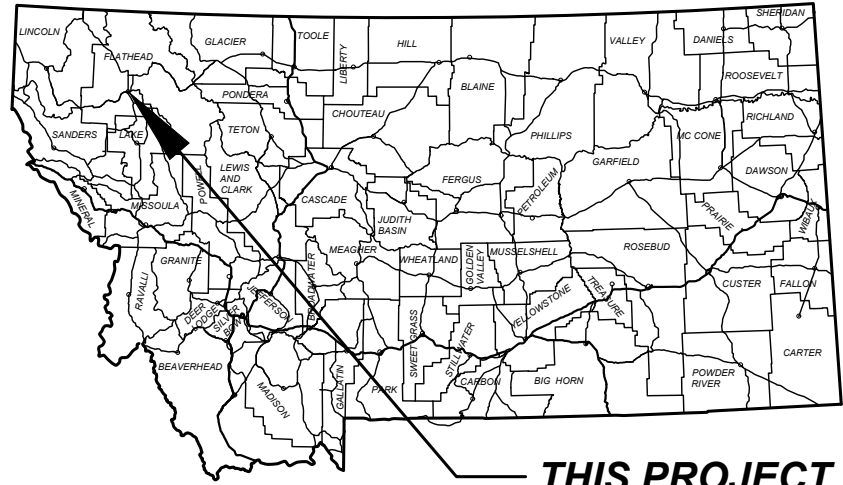 LINCOLN
FLATHEAD
GLACIER
TOOLE
LIBERTY
HILL
BLAINE
VALLEY
DANIELS
SHERIDAN
ROOSEVELT
PONDERA
CHOUTEAU
PHILLIPS
RICHLAND
SANDERS
LAKE
TETON
MC CONE
GARFIELD
DAWSON
LEWIS
AND
CLARK
FERGUS
PETROLEUM
MINERAL
MISSOULA
POWELL
CASCADE
JUDITH
BASIN
PRAIRIE
WIBAUX
GRANITE
RAVALLI
MEAGHER
WHEATLAND
GOLDEN
VALLEY
MUSSELSHELL
ROSEBUD
TREASURE
CUSTER
FALLON
DEER
LODGE
SILVER
BOW
JEFFERSON
BROADWATER
YELLOWSTONE
BEAVERHEAD
MADISON
GALLATIN
PARK
SWEET GRASS
STILLWATER
CARBON
BIG HORN
POWDER
RIVER
CARTER
THIS PROJECT